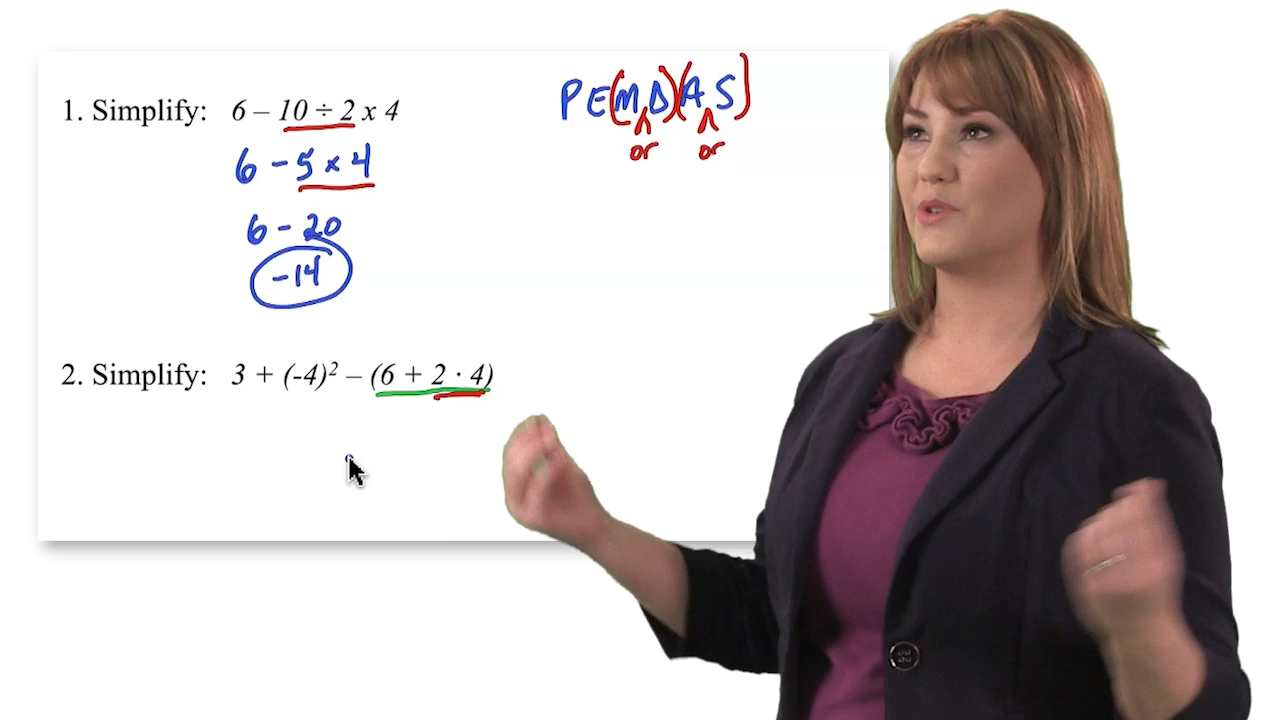 1. Simplify: 6 – 10 ÷ 2 x 4
PE(MD)(AS)
or or
6 - 5 × 4
6 - 20
-14
2. Simplify: 3 + (-4)² – (6 + 2 · 4)